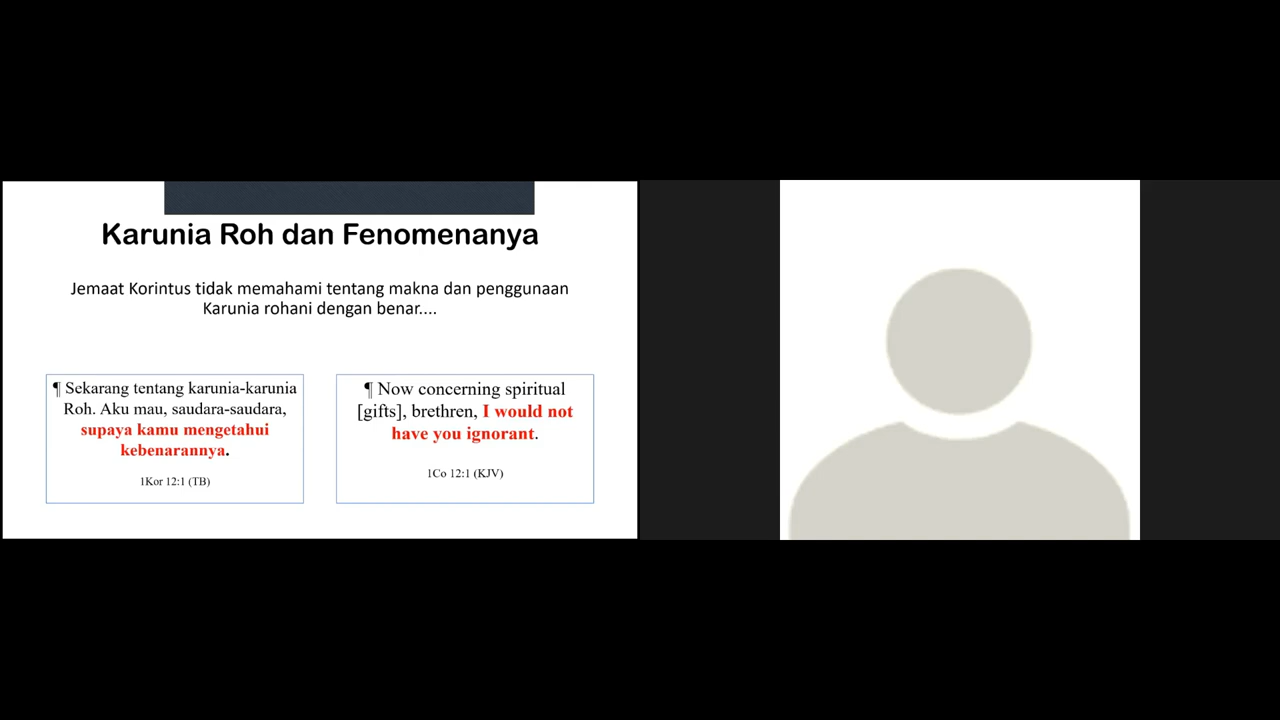 Karunia Roh dan Fenomenanya
Jemaat Korintus tidak memahami tentang makna dan penggunaan
Karunia rohani dengan benar....
¶ Sekarang tentang karunia-karunia
Roh. Aku mau, saudara-saudara,
supaya kamu mengetahui
kebenarannya.
1Kor 12:1 (TB)
¶ Now concerning spiritual
[gifts], brethren, I would not
have you ignorant.
1Co 12:1 (KJV)